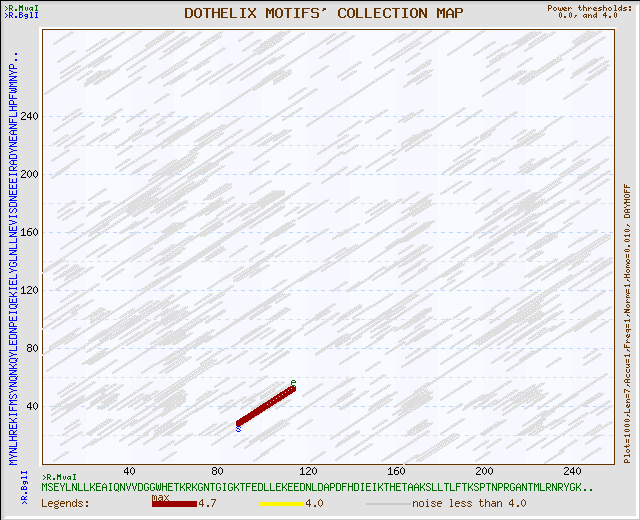 >R.MvaI
>R.BglI
DOTHELIX MOTIFS' COLLECTION MAP
Power thresholds:
0.0, and 4.0
240
200
160
120
80
40
MYNLHREKIFMSYNQNKQYLEDNPEIQEKIELYGLNLLNEVISDNEEEIRADYNEANFLHPFWMNYP..
>R.BglI
Plot=1000,Len=7,Accu=1,Freq=1,Norm=1,Homo=0.010, DAYHOFF
e
S
40
80
120
160
200
240
>R.MvaI
MSEYLNLLKEAIQNVVDGGWHETKRKGNTGIGKTFEDLLEKEEDNLDAPDFHDIEIKTHETAAKSLLTLFTKSPTNPRGANTMLRNRYGK..
Legends:
max
4.7
4.0
noise less than 4.0